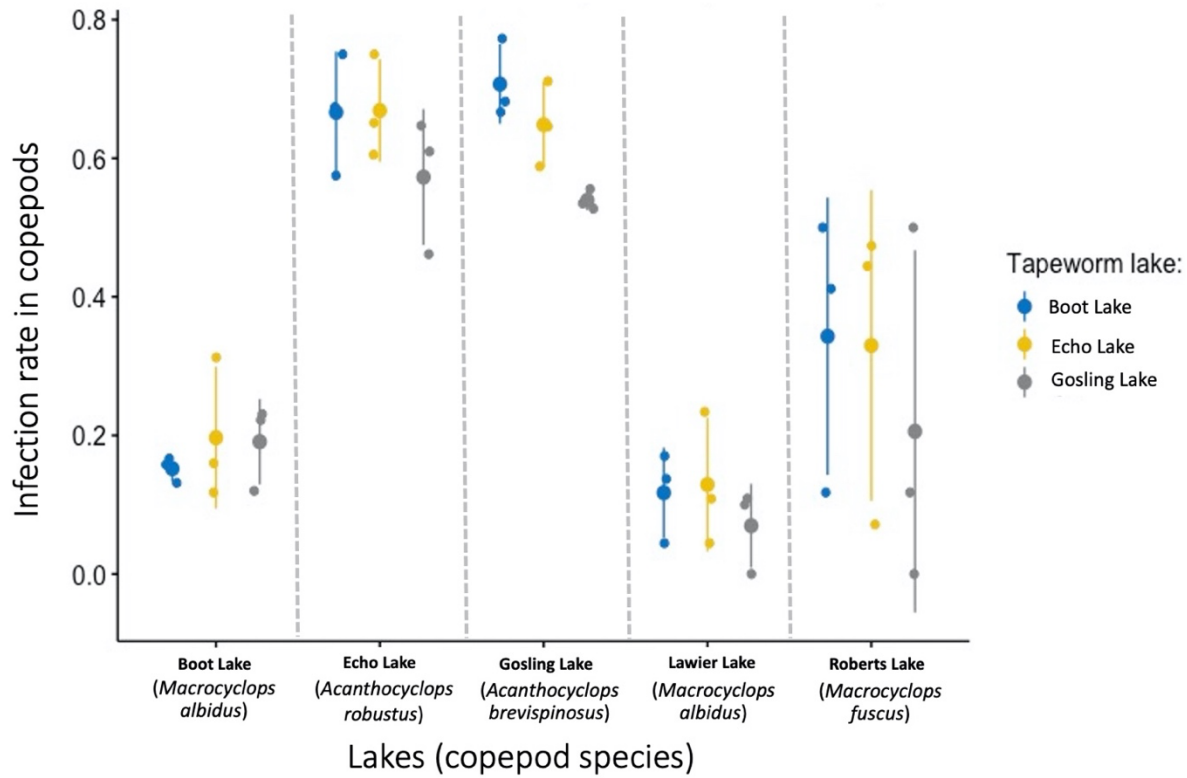 0.8
0.6
0.4
0.2
0.0
Infection rate in copepods
Boot Lake
(Macrocyclops
albidus)
Echo Lake
(Acanthocyclops
robustus)
Gosling Lake
(Acanthocyclops
brevispinosus)
Lawier Lake
(Macrocyclops
albidus)
Roberts Lake
(Macrocyclops
fuscus)
Lakes (copepod species)
Tapeworm lake:
Boot Lake
Echo Lake
Gosling Lake